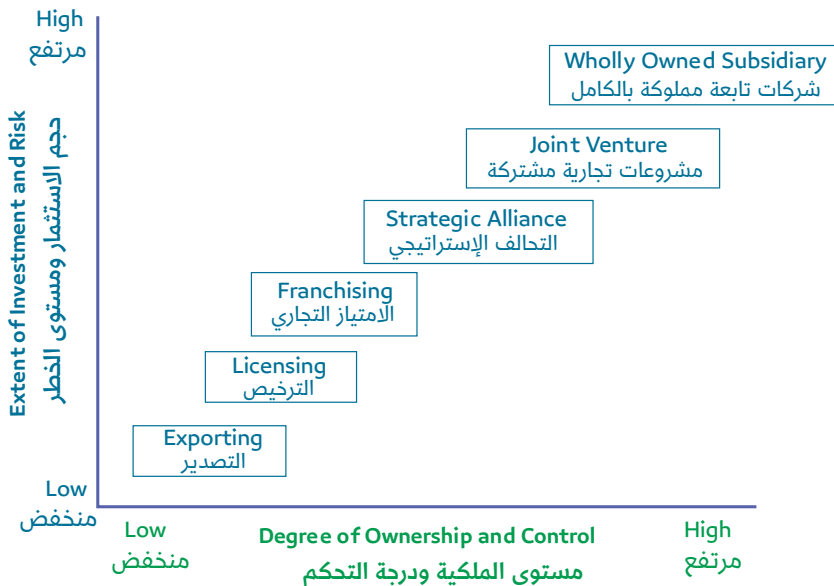 High
مرتفع
Wholly Owned Subsidiary
شركات تابعة مملوكة بالكامل
Joint Venture
مشروعات تجارية مشتركة
Strategic Alliance
التحالف الإستراتيجي
Franchising
الامتياز التجاري
Licensing
الترخيص
Exporting
التصدير
Extent of Investment and Risk
حجم الاستثمار ومستوى الخطر
Low
منخفض
Low
منخفض
Degree of Ownership and Control
مستوى الملكية ودرجة التحكم
High
مرتفع